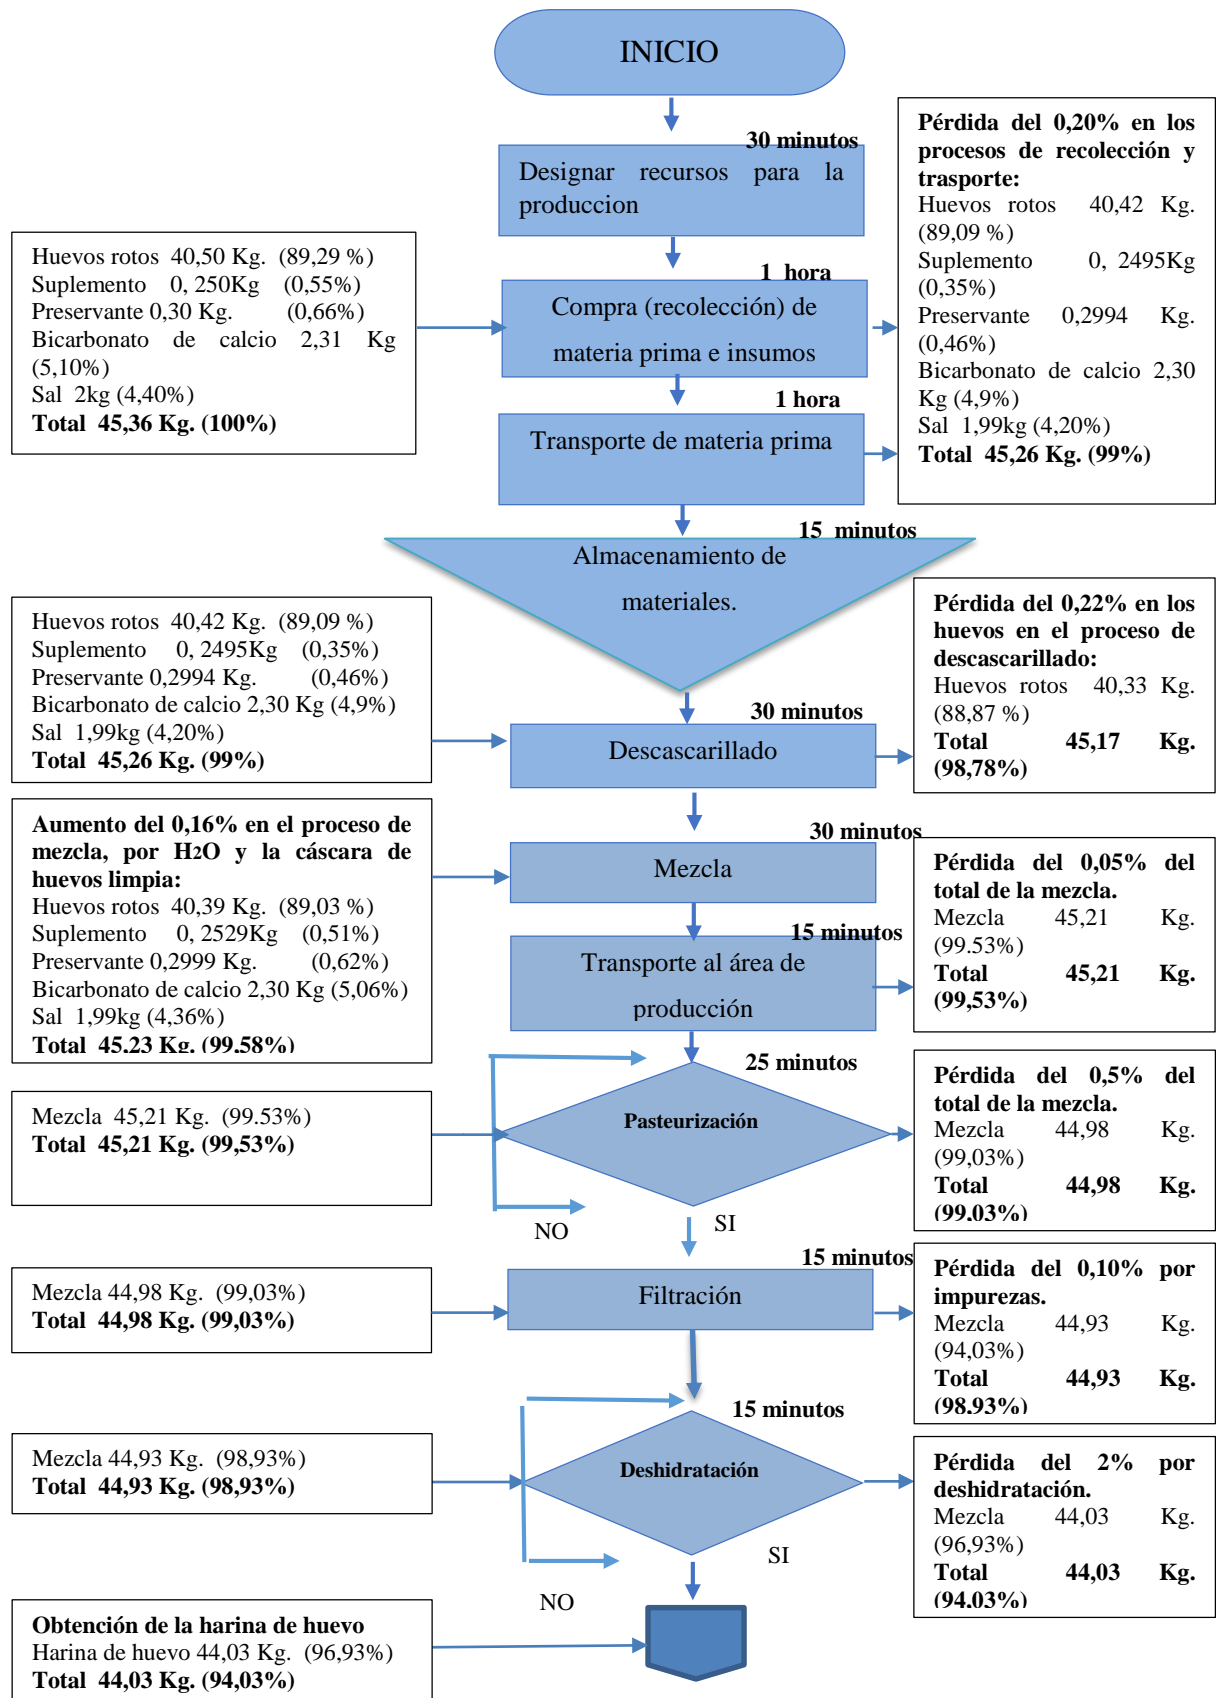 INICIO
30 minutos
Designar recursos para la
produccion
Pérdida del 0,20% en los
procesos de recolección y
trasporte:
Huevos rotos 40,42 Kg.
(89,09 %)
Suplemento 0, 2495Kg
(0,35%)
Preservante 0,2994 Kg.
(0,46%)
Bicarbonato de calcio 2,30
Kg (4,9%)
Sal 1,99kg (4,20%)
Total 45,26 Kg. (99%)
Huevos rotos 40,50 Kg. (89,29 %)
Suplemento 0, 250Kg (0,55%)
Preservante 0,30 Kg. (0,66%)
Bicarbonato de calcio 2,31 Kg
(5,10%)
Sal 2kg (4,40%)
Total 45,36 Kg. (100%)
1 hora
Compra (recolección) de
materia prima e insumos
1 hora
Transporte de materia prima
15 minutos
Almacenamiento de
materiales.
Huevos rotos 40,42 Kg. (89,09 %)
Suplemento 0, 2495Kg (0,35%)
Preservante 0,2994 Kg. (0,46%)
Bicarbonato de calcio 2,30 Kg (4,9%)
Sal 1,99kg (4,20%)
Total 45,26 Kg. (99%)
30 minutos
Descascarillado
Pérdida del 0,22% en los
huevos en el proceso de
descascarillado:
Huevos rotos 40,33 Kg.
(88,87 %)
Total 45,17 Kg.
(98,78%)
Aumento del 0,16% en el proceso de
mezcla, por H2O y la cáscara de
huevos limpia:
Huevos rotos 40,39 Kg. (89,03 %)
Suplemento 0, 2529Kg (0,51%)
Preservante 0,2999 Kg. (0,62%)
Bicarbonato de calcio 2,30 Kg (5,06%)
Sal 1,99kg (4,36%)
Total 45,23 Kg. (99,58%)
30 minutos
Mezcla
15 minutos
Transporte al área de
producción
Pérdida del 0,05% del
total de la mezcla.
Mezcla 45,21 Kg.
(99.53%)
Total 45,21 Kg.
(99,53%)
Mezcla 45,21 Kg. (99.53%)
Total 45,21 Kg. (99,53%)
25 minutos
Pasteurización
NO
SI
Pérdida del 0,5% del
total de la mezcla.
Mezcla 44,98 Kg.
(99,03%)
Total 44,98 Kg.
(99,03%)
Mezcla 44,98 Kg. (99,03%)
Total 44,98 Kg. (99,03%)
15 minutos
Filtración
Pérdida del 0,10% por
impurezas.
Mezcla 44,93 Kg.
(94,03%)
Total 44,93 Kg.
(98,93%)
Mezcla 44,93 Kg. (98,93%)
Total 44,93 Kg. (98,93%)
15 minutos
Deshidratación
SI
NO
Pérdida del 2% por
deshidratación.
Mezcla 44,03 Kg.
(96,93%)
Total 44,03 Kg.
(94,03%)
Obtención de la harina de huevo
Harina de huevo 44,03 Kg. (96,93%)
Total 44,03 Kg. (94,03%)